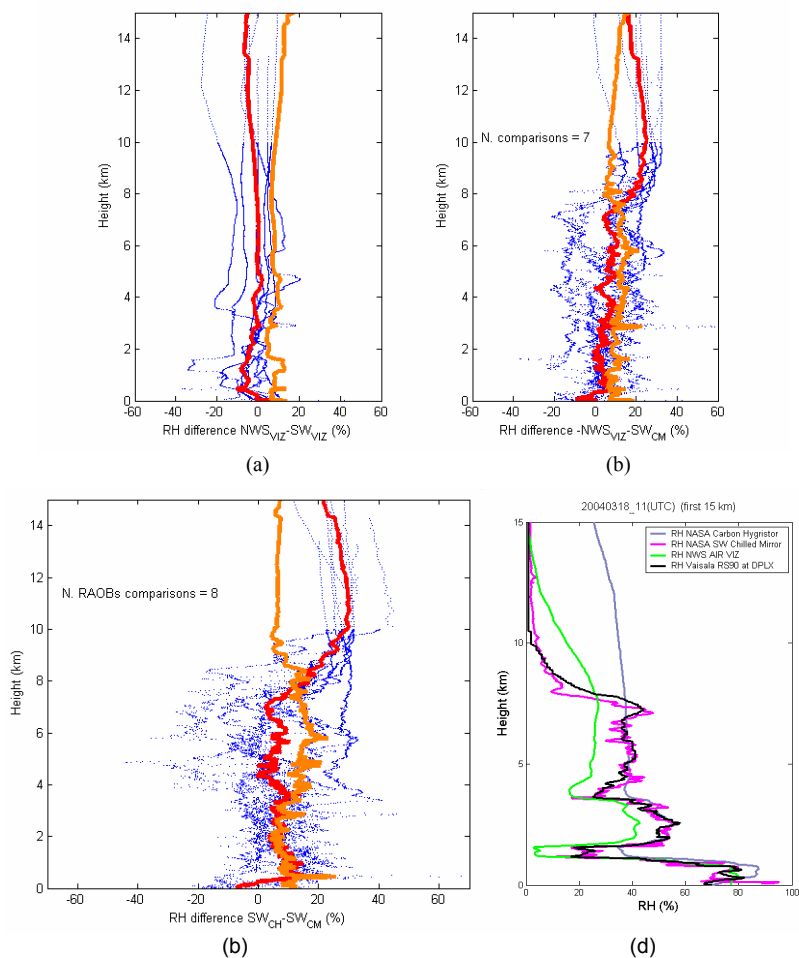 14
12
10
8
6
4
2
0
Height (km)
-60 -40 -20 0 20 40 60
RH difference NWS_VIZ-SW_VIZ (%)
(a)
14
12
10
8
6
4
2
0
Height (km)
N. comparisons = 7
-60 -40 -20 0 20 40 60
RH difference -NWS_VIZ-SW_CM (%)
(b)
14
12
10
8
6
4
2
0
Height (km)
N. RAOBs comparisons = 8
-60 -40 -20 0 20 40 60
RH difference SW_CH-SW_CM (%)
(b)
20040318_11(UTC) (first 15 km)
RH NASA Carbon Hygristor
RH NASA SW Chilled Mirror
RH NWS AIR VIZ
RH Vaisala RS90 at DPLX
15
10
5
0
Height (km)
0 20 40 60 80 100
RH (%)
(d)